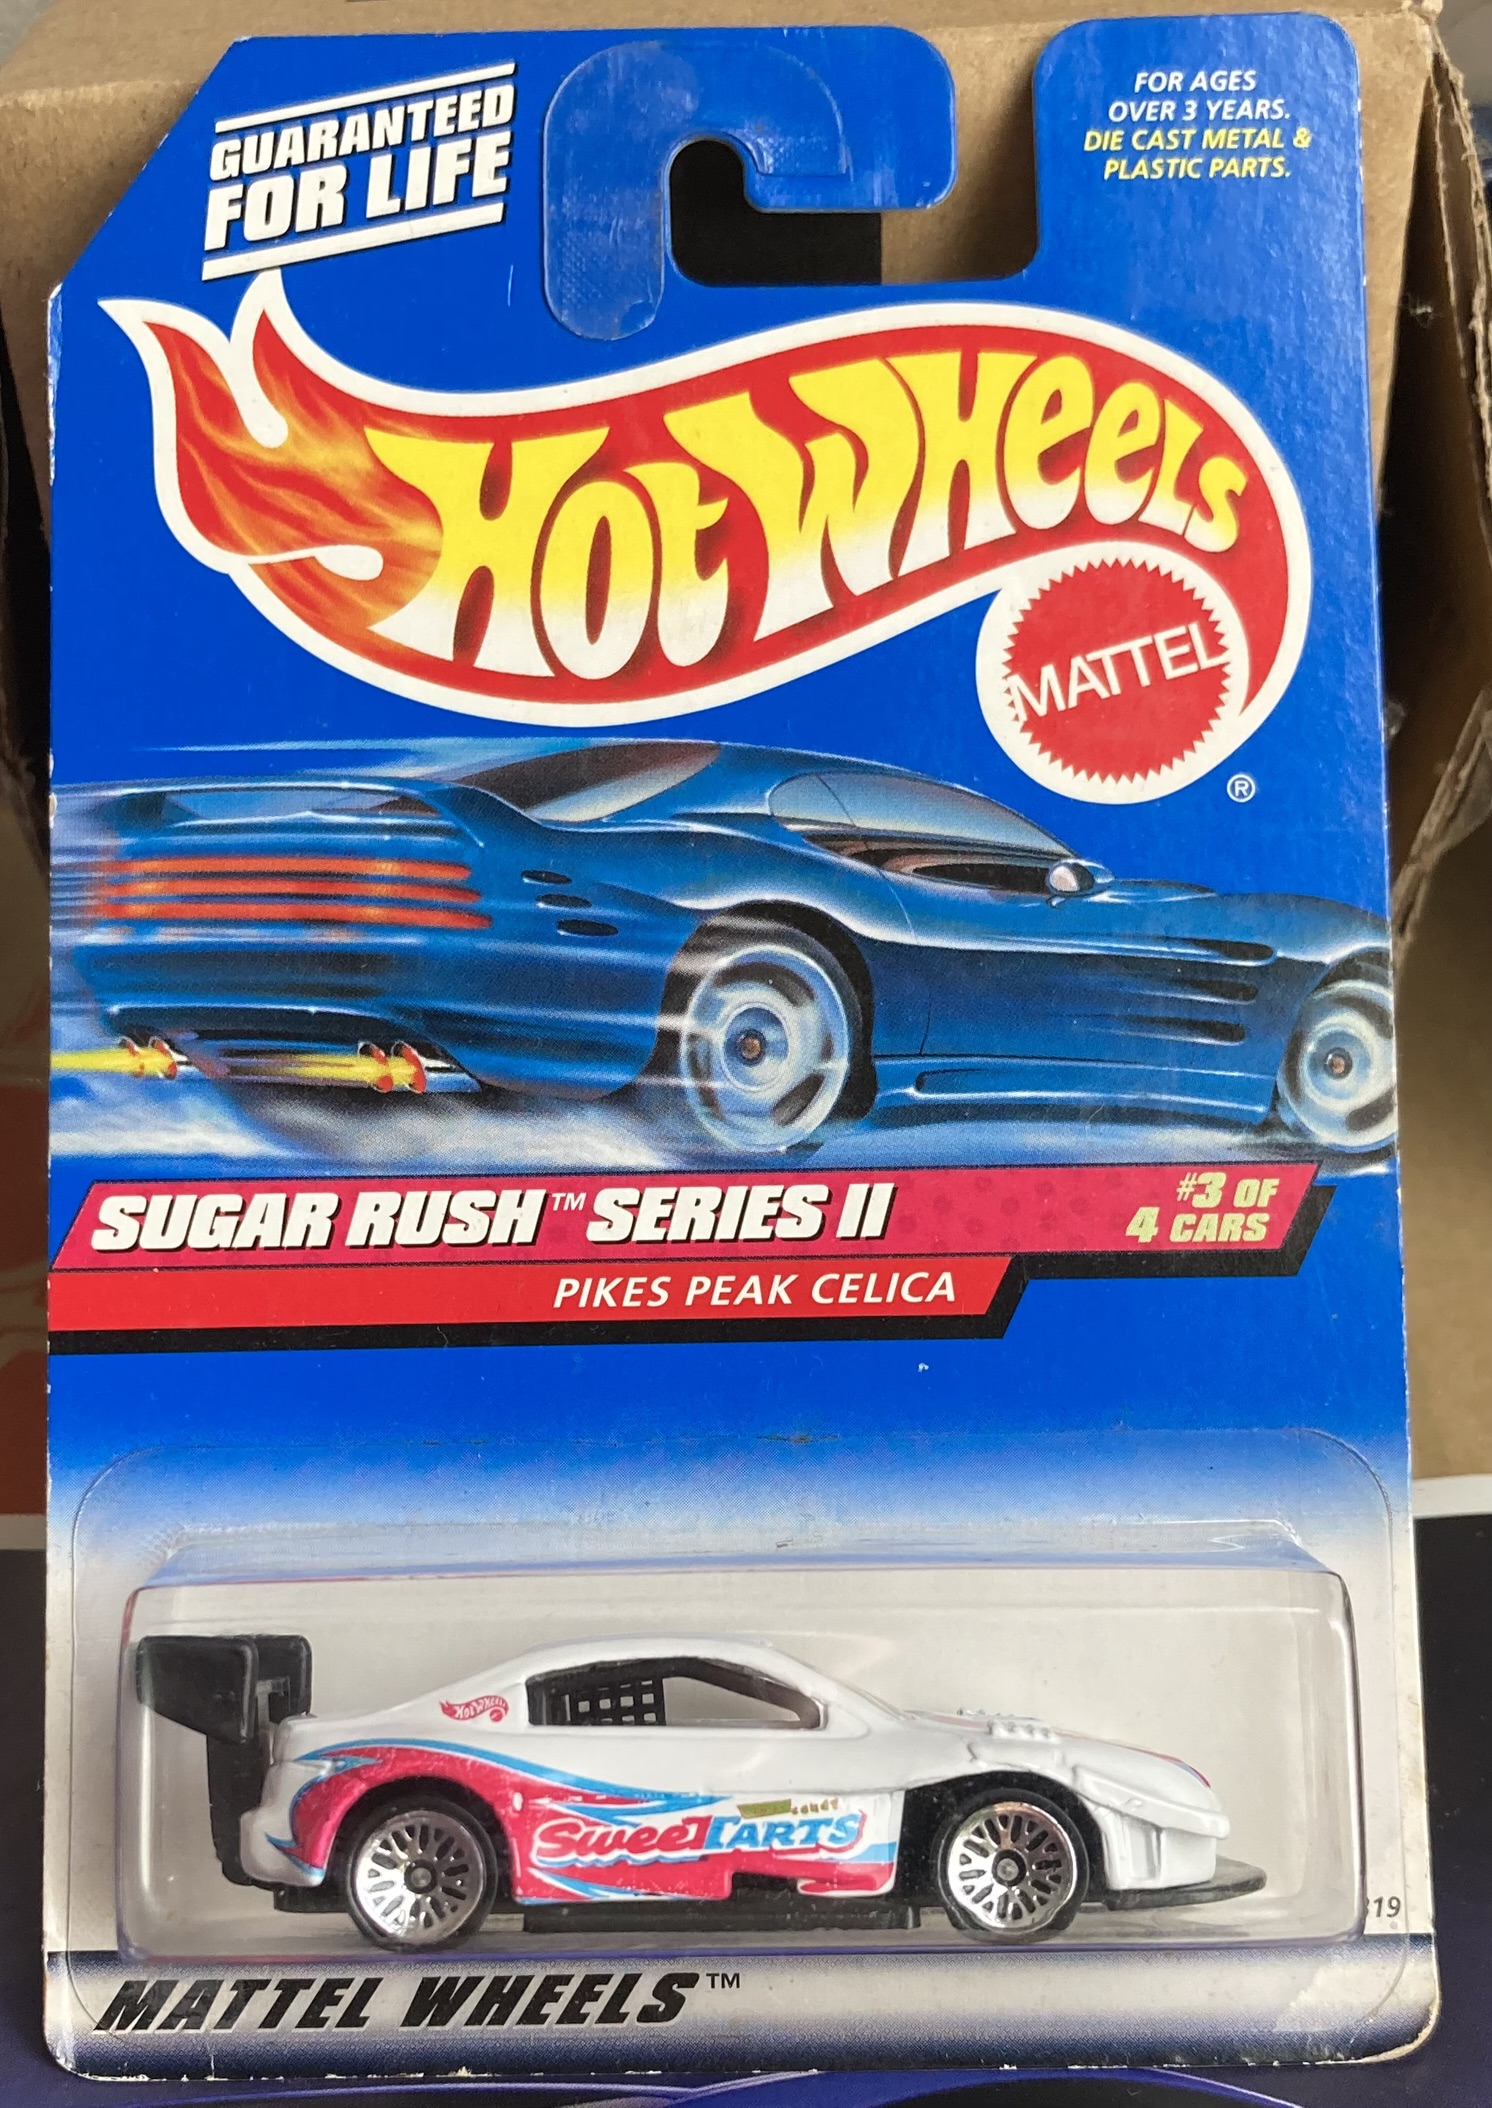 GUARANTEED
FOR LIFE
FOR AGES
OVER 3 YEARS.
DIE CAST METAL &
PLASTIC PARTS.
HOT WHEELS
MATTEL
®
SUGAR RUSH™ SERIES II
#3 OF
4 CARS
PIKES PEAK CELICA
HOT WHEELS
SWEETARTS
19
MATTEL WHEELS™